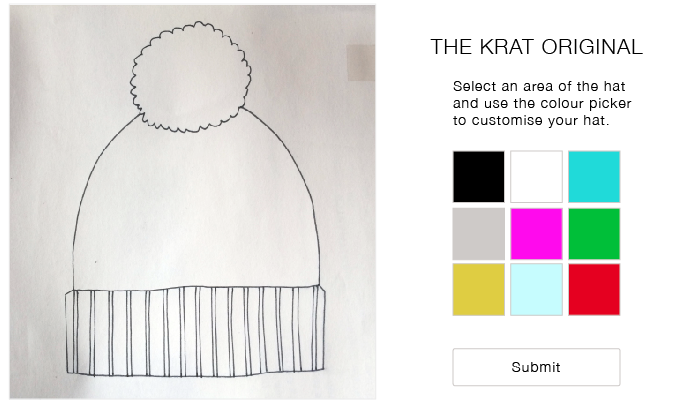 THE KRAT ORIGINAL
Select an area of the hat
and use the colour picker
to customise your hat.
Submit